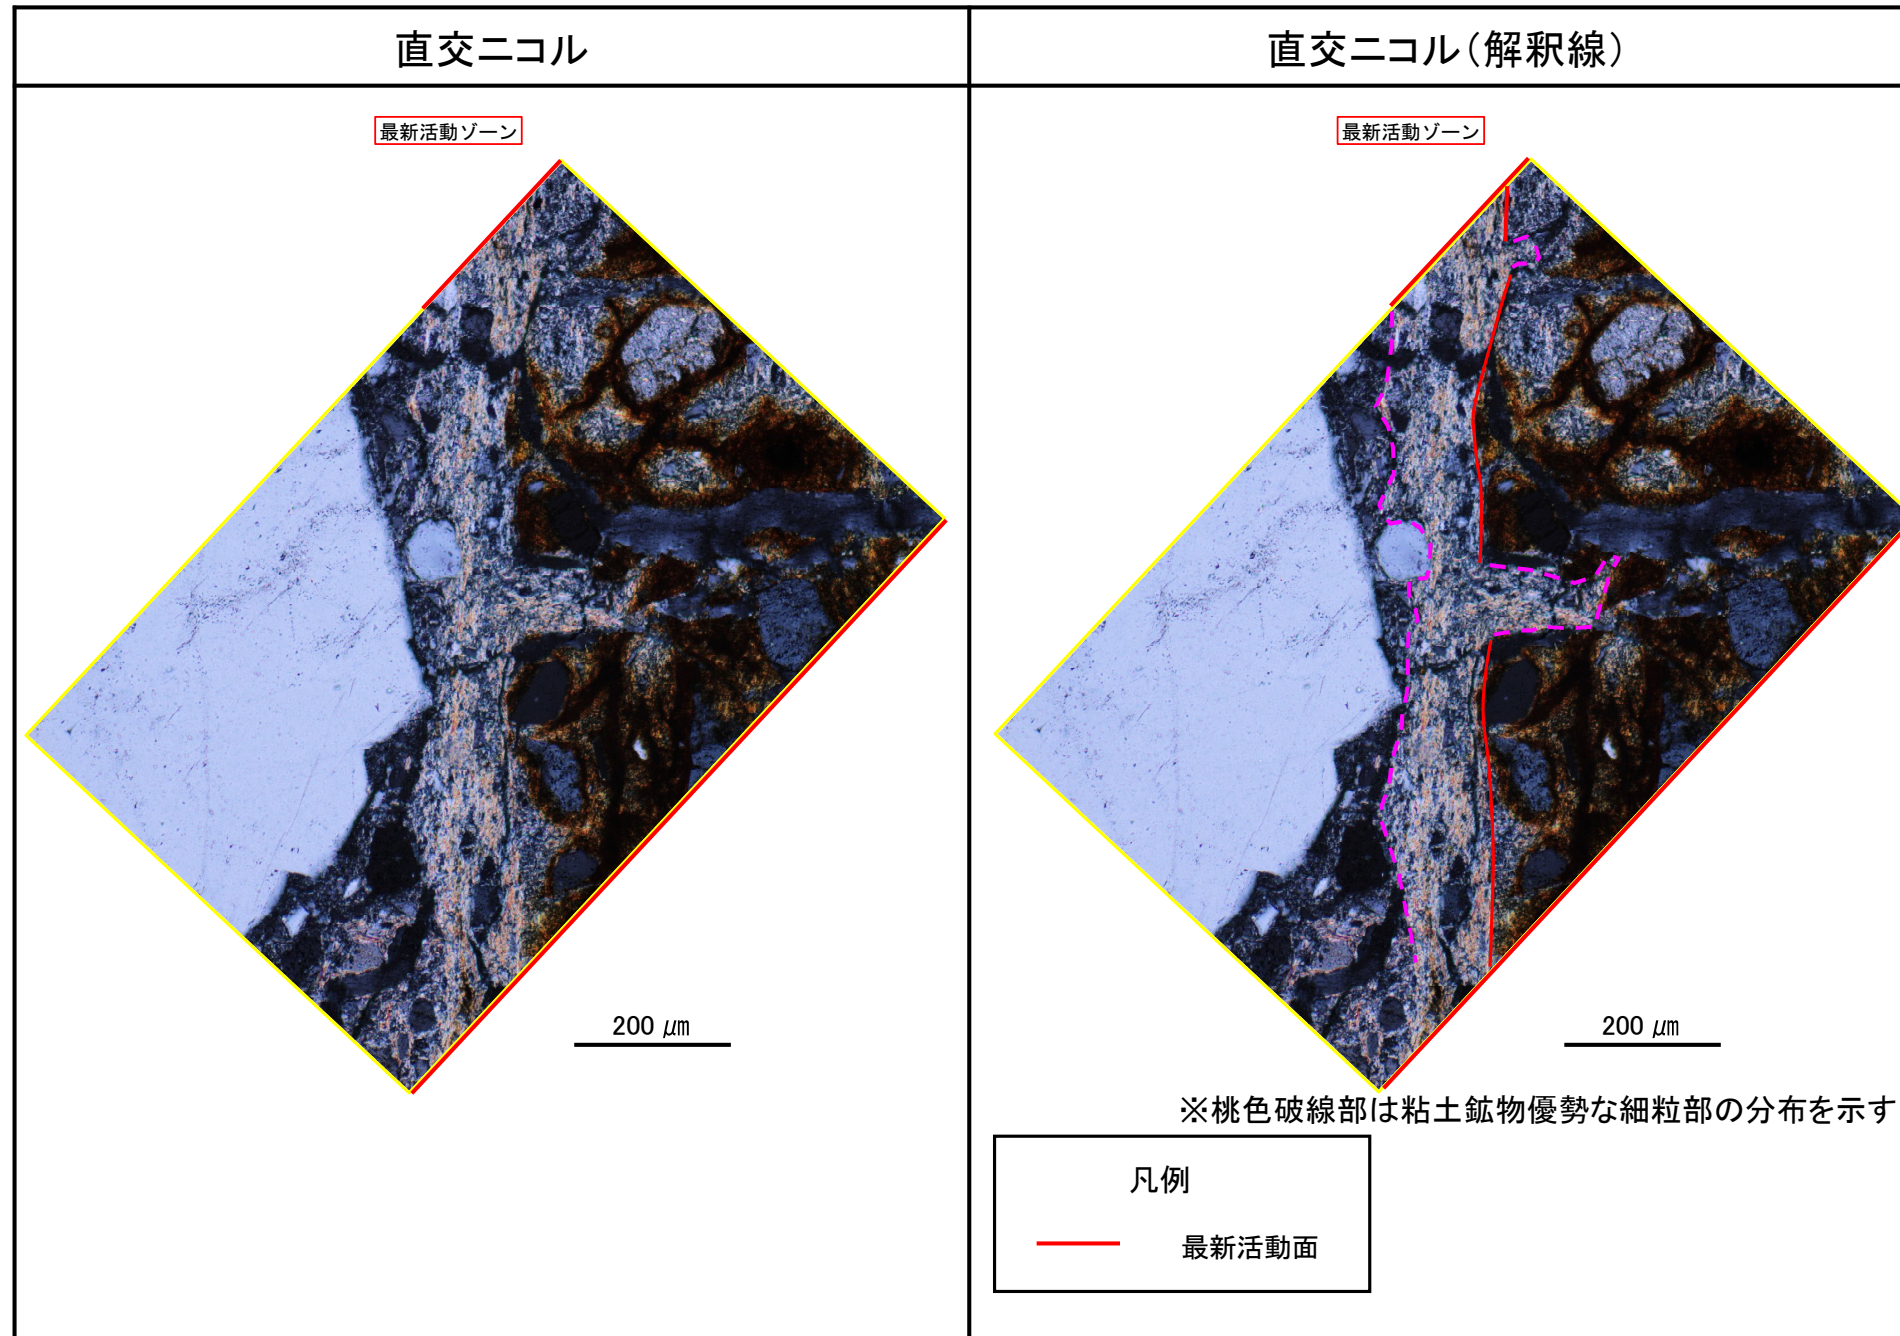 直交ニコル
直交ニコル(解釈線)
最新活動ゾーン
最新活動ゾーン
200 μm
200 μm
※桃色破線部は粘土鉱物優勢な細粒部の分布を示す
凡例
最新活動面